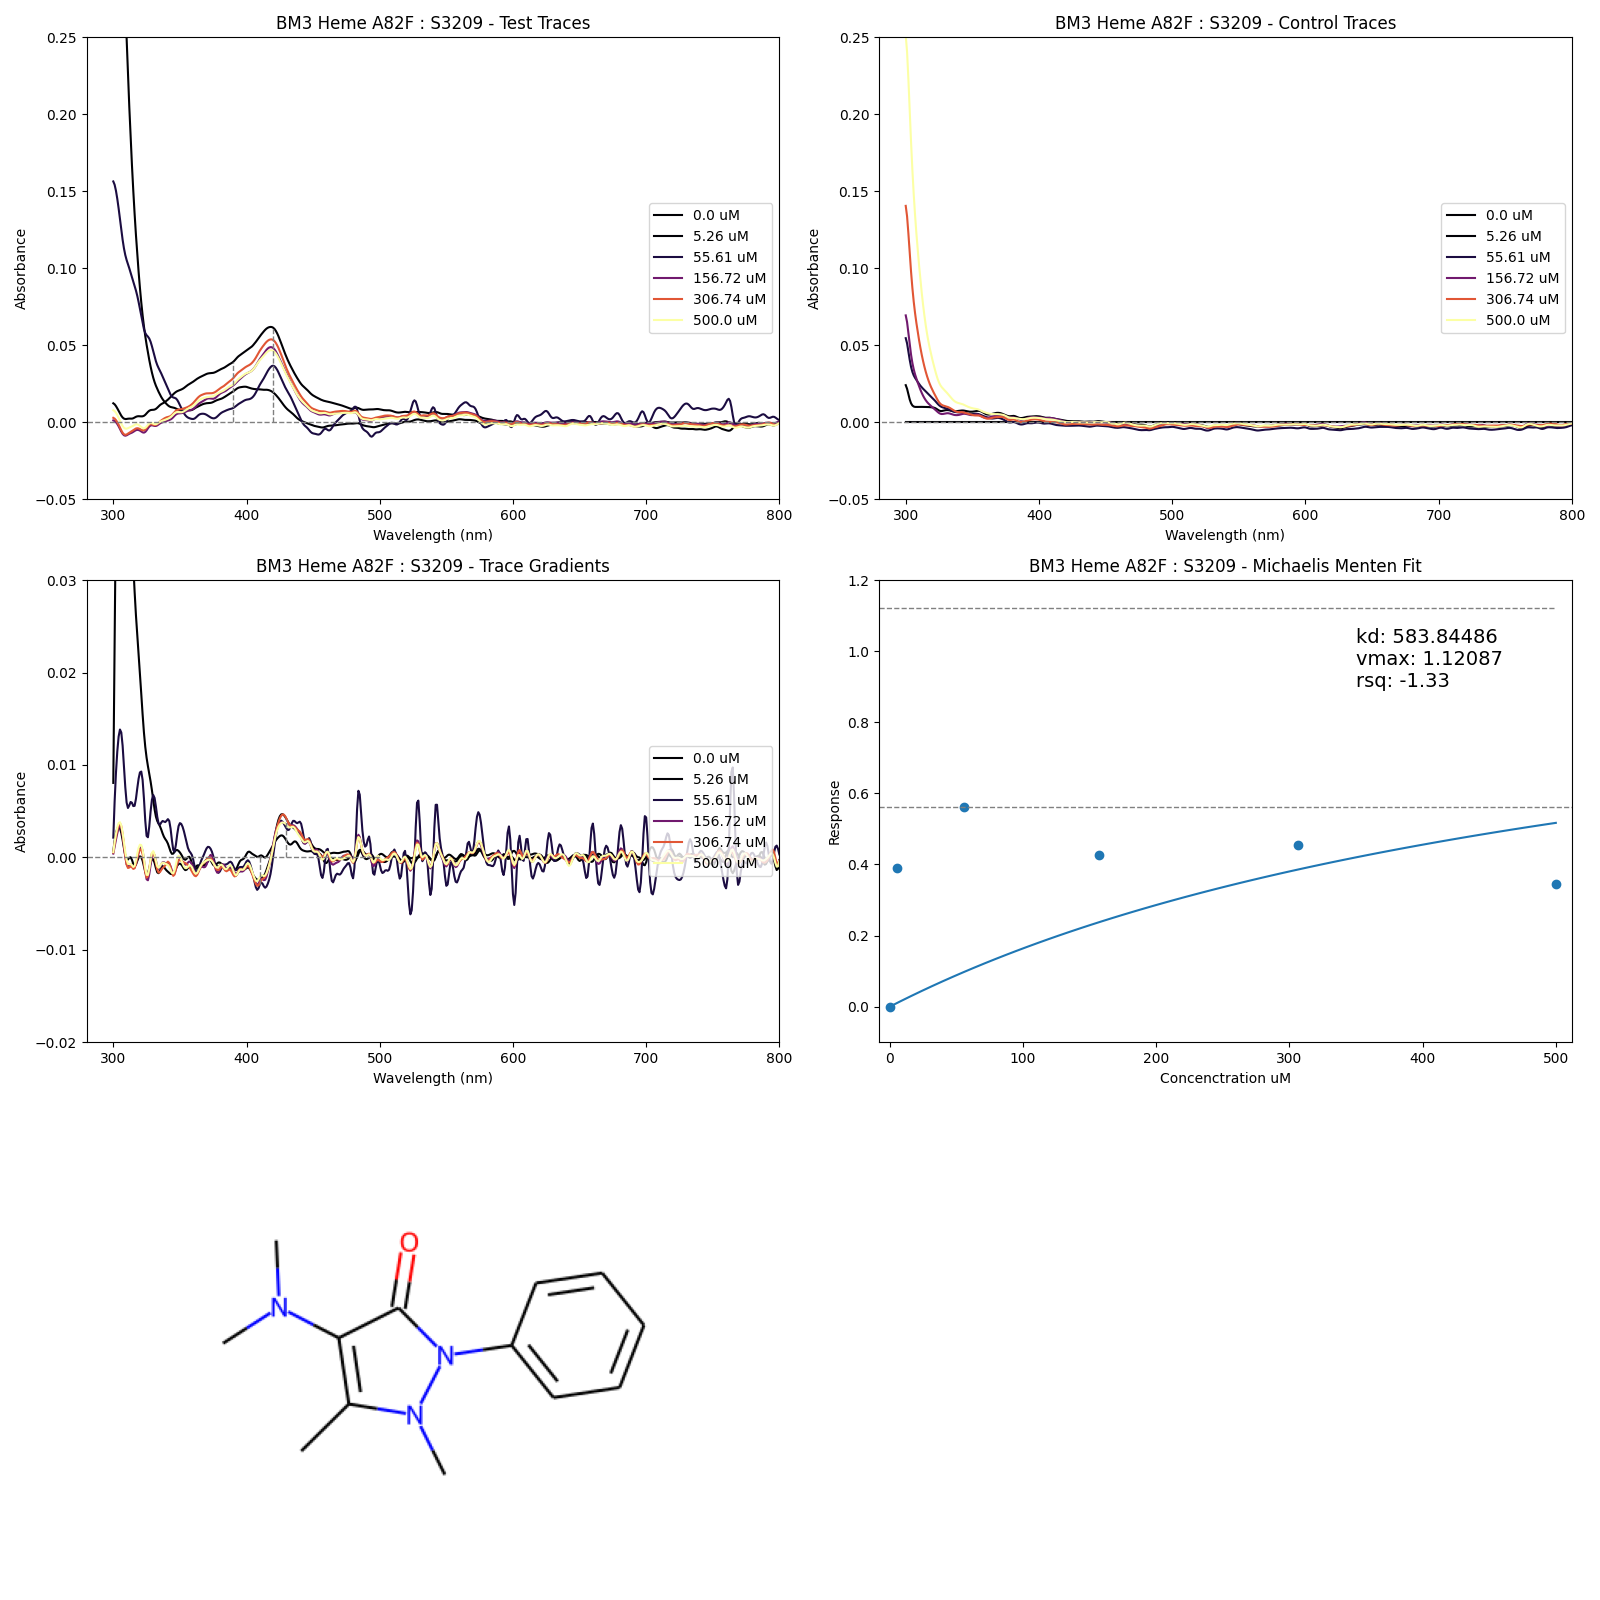 BM3 Heme A82F : S3209 - Test Traces
0.25
0.20
0.15
0.10
0.05
0.00
−0.05
Absorbance
300 400 500 600 700 800
Wavelength (nm)
0.0 uM
5.26 uM
55.61 uM
156.72 uM
306.74 uM
500.0 uM
BM3 Heme A82F : S3209 - Control Traces
0.25
0.20
0.15
0.10
0.05
0.00
−0.05
Absorbance
300 400 500 600 700 800
Wavelength (nm)
0.0 uM
5.26 uM
55.61 uM
156.72 uM
306.74 uM
500.0 uM
BM3 Heme A82F : S3209 - Trace Gradients
0.03
0.02
0.01
0.00
−0.01
−0.02
Absorbance
300 400 500 600 700 800
Wavelength (nm)
0.0 uM
5.26 uM
55.61 uM
156.72 uM
306.74 uM
500.0 uM
BM3 Heme A82F : S3209 - Michaelis Menten Fit
1.2
1.0
0.8
0.6
0.4
0.2
0.0
Response
kd: 583.84486
vmax: 1.12087
rsq: -1.33
0 100 200 300 400 500
Concenctration uM
O
N
N
N